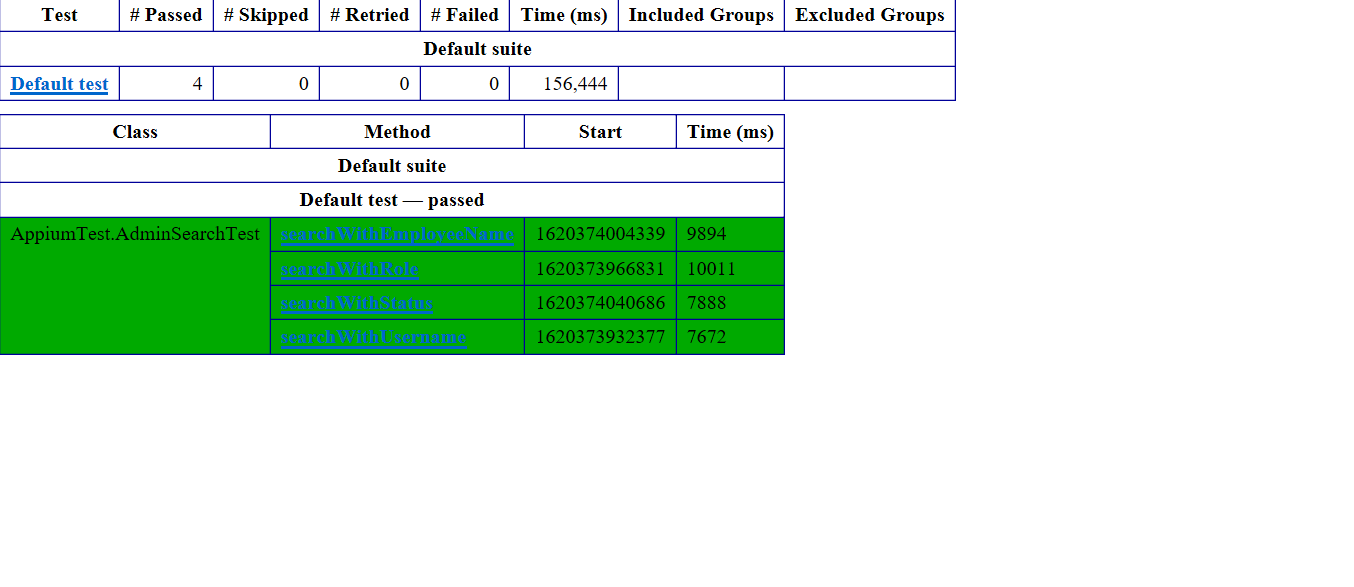 Test # Passed # Skipped # Retried # Failed Time (ms) Included Groups Excluded Groups
Default suite
Default test 4 0 0 0 156,444
Class Method Start Time (ms)
Default suite
Default test — passed
AppiumTest.AdminSearchTest searchWithEmployeeName 1620374004339 9894
searchWithRole 1620373966831 10011
searchWithStatus 1620374040686 7888
searchWithUsername 1620373932377 7672